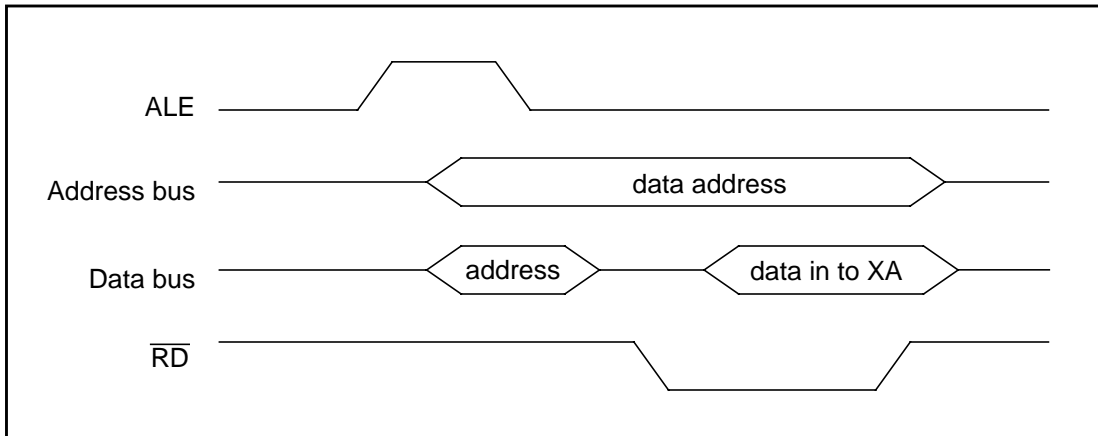 ALE
Address bus
data address
Data bus
address
data in to XA
RD